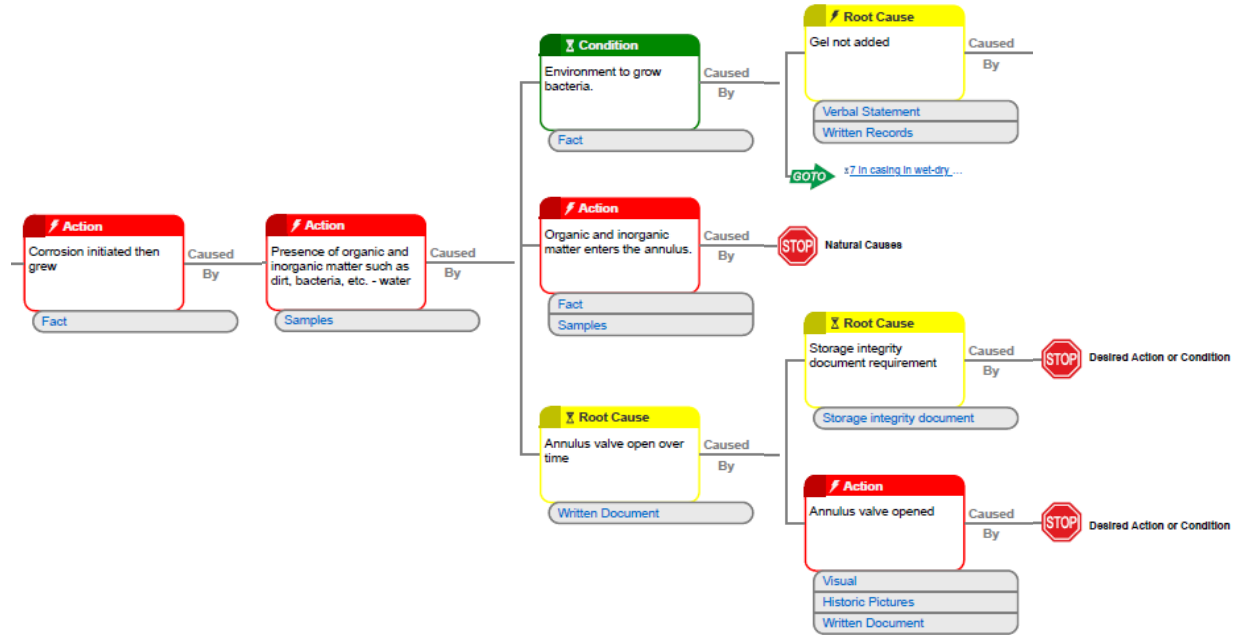 Root Cause
Gel not added
Caused
By
Verbal Statement
Written Records
Condition
Environment to grow
bacteria.
Caused
By
Fact
GOTO
x7 in casing in wet-dry ...
Action
Corrosion initiated then
grew
Caused
By
Fact
Action
Presence of organic and
inorganic matter such as
dirt, bacteria, etc. - water
Caused
By
Samples
Action
Organic and inorganic
matter enters the annulus.
Caused
By
Fact
Samples
STOP
Natural Causes
Root Cause
Storage integrity
document requirement
Caused
By
Storage integrity document
STOP
Desired Action or Condition
Root Cause
Annulus valve open over
time
Caused
By
Written Document
Action
Annulus valve opened
Caused
By
Visual
Historic Pictures
Written Document
STOP
Desired Action or Condition